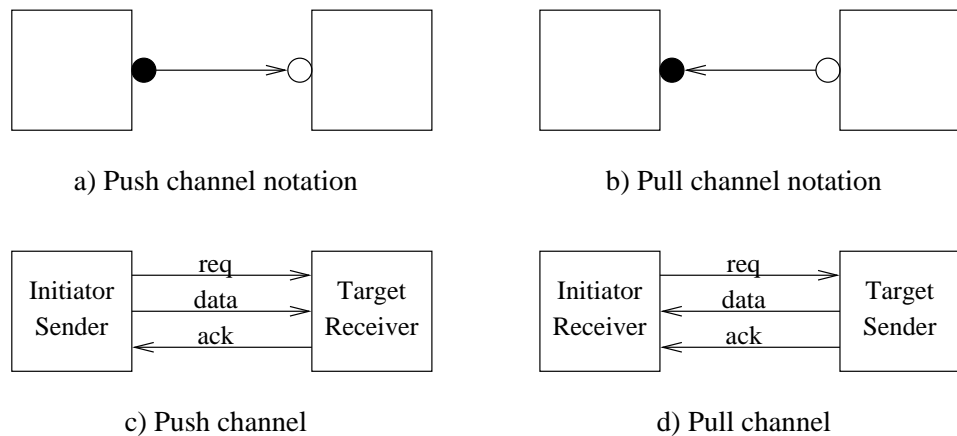 a) Push channel notation
b) Pull channel notation
Initiator
Sender
req
data
ack
Target
Receiver
Initiator
Receiver
req
data
ack
Target
Sender
c) Push channel
d) Pull channel